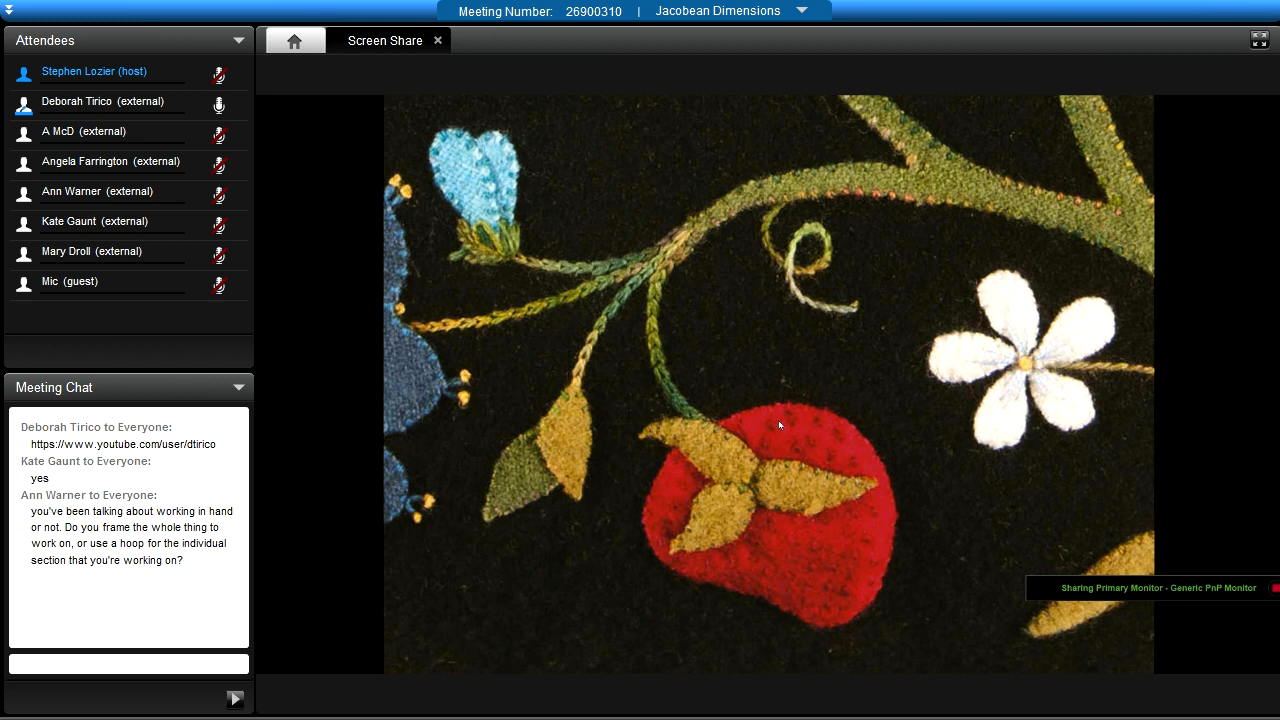 Meeting Number: 26900310 | Jacobean Dimensions
Attendees
Stephen Lozier (host)
Deborah Tirico (external)
A McD (external)
Angela Farrington (external)
Ann Warner (external)
Kate Gaunt (external)
Mary Droll (external)
Mic (guest)
Meeting Chat
Deborah Tirico to Everyone:
https://www.youtube.com/user/dtirico
Kate Gaunt to Everyone:
yes
Ann Warner to Everyone:
you've been talking about working in hand
or not. Do you frame the whole thing to
work on, or use a hoop for the individual
section that you're working on?
Screen Share
Sharing Primary Monitor - Generic PnP Monitor